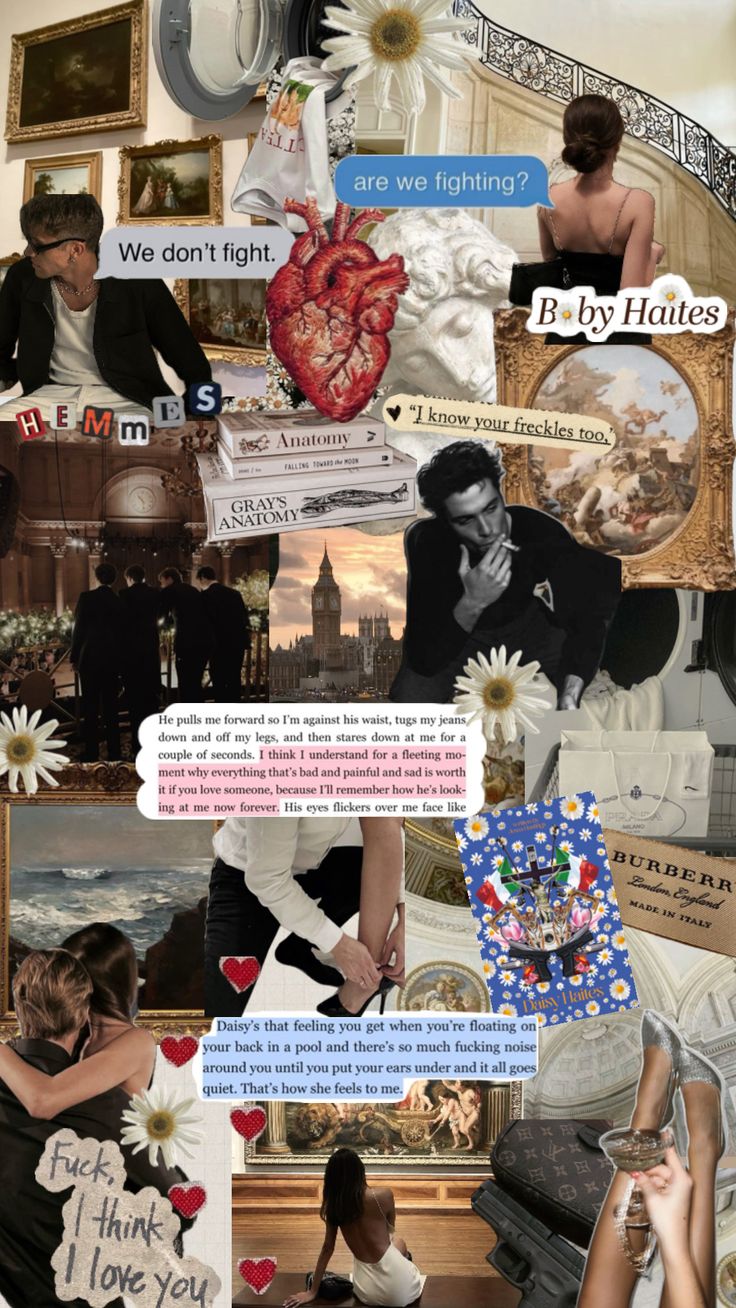 are we fighting?
We don't fight.
Baby Haites
"I know your freckles too,"
HEMmES
Anatomy
FALLING TOWARD the MOON
GRAY'S
ANATOMY
He pulls me forward so I'm against his waist, tugs my jeans
down and off my legs, and then stares down at me for a
couple of seconds. I think I understand for a fleeting mo-
ment why everything that's bad and painful and sad is worth
it if you love someone, because I'll remember how he's look-
ing at me now forever. His eyes flickers over me face like
PRADA
MILANO
BURBERRY
London, England
MADE IN ITALY
Daisy Haites
Daisy's that feeling you get when you're floating on
your back in a pool and there's so much fucking noise
around you until you put your ears under and it all goes
quiet. That's how she feels to me.
Fuck,
I think
I love you